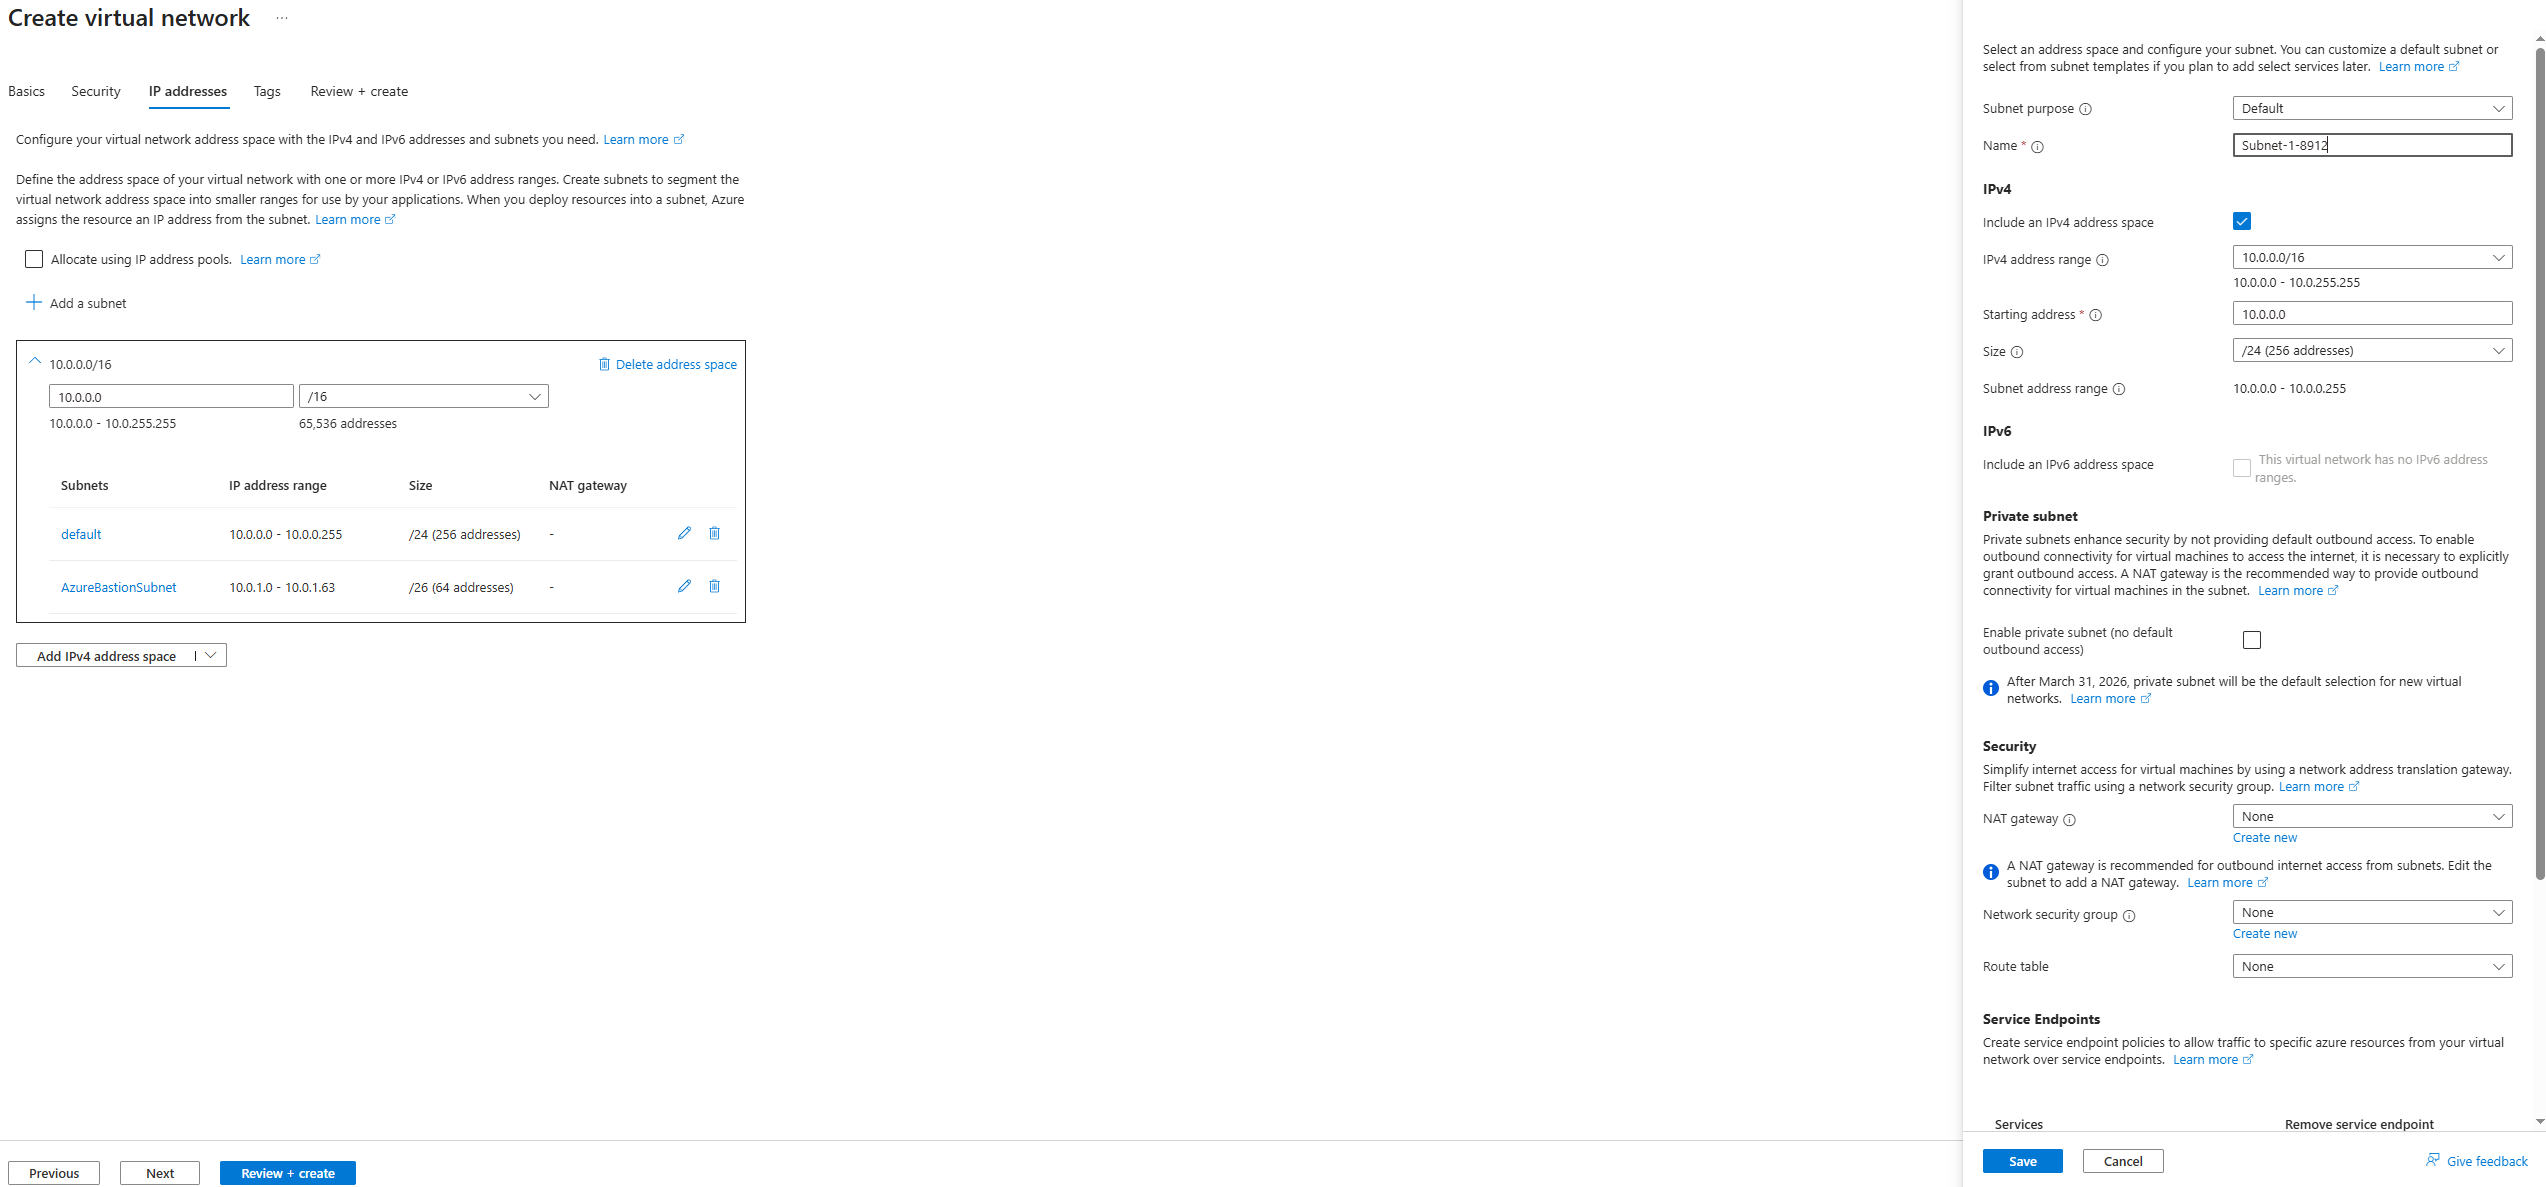 Create virtual network ...
Basics Security IP addresses Tags Review + create
Configure your virtual network address space with the IPv4 and IPv6 addresses and subnets you need. Learn more
Define the address space of your virtual network with one or more IPv4 or IPv6 address ranges. Create subnets to segment the
virtual network address space into smaller ranges for use by your applications. When you deploy resources into a subnet, Azure
assigns the resource an IP address from the subnet. Learn more
Allocate using IP address pools. Learn more
Add a subnet
10.0.0.0/16 Delete address space
10.0.0.0 /16
10.0.0.0 - 10.0.255.255 65,536 addresses
Subnets IP address range Size NAT gateway
default 10.0.0.0 - 10.0.0.255 /24 (256 addresses) -
AzureBastionSubnet 10.0.1.0 - 10.0.1.63 /26 (64 addresses) -
Add IPv4 address space
Previous Next Review + create
Select an address space and configure your subnet. You can customize a default subnet or
select from subnet templates if you plan to add select services later. Learn more
Subnet purpose Default
Name * Subnet-1-8912
IPv4
Include an IPv4 address space
IPv4 address range 10.0.0.0/16
10.0.0.0 - 10.0.255.255
Starting address * 10.0.0.0
Size /24 (256 addresses)
Subnet address range 10.0.0.0 - 10.0.0.255
IPv6
Include an IPv6 address space This virtual network has no IPv6 address
ranges.
Private subnet
Private subnets enhance security by not providing default outbound access. To enable
outbound connectivity for virtual machines to access the internet, it is necessary to explicitly
grant outbound access. A NAT gateway is the recommended way to provide outbound
connectivity for virtual machines in the subnet. Learn more
Enable private subnet (no default
outbound access)
After March 31, 2026, private subnet will be the default selection for new virtual
networks. Learn more
Security
Simplify internet access for virtual machines by using a network address translation gateway.
Filter subnet traffic using a network security group. Learn more
NAT gateway None
Create new
A NAT gateway is recommended for outbound internet access from subnets. Edit the
subnet to add a NAT gateway. Learn more
Network security group None
Create new
Route table None
Service Endpoints
Create service endpoint policies to allow traffic to specific azure resources from your virtual
network over service endpoints. Learn more
Services Remove service endpoint
Save Cancel Give feedback